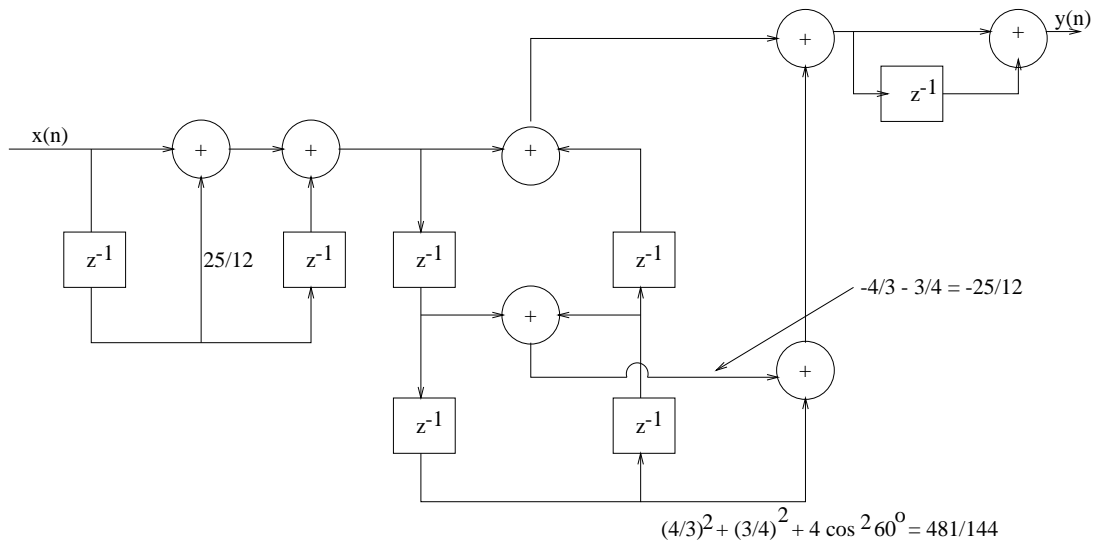 y(n)
+
+
z-1
x(n)
+
+
+
z-1
25/12
z-1
z-1
z-1
-4/3 - 3/4 = -25/12
+
+
z-1
z-1
(4/3)2 + (3/4)2 + 4 cos 2 60o = 481/144